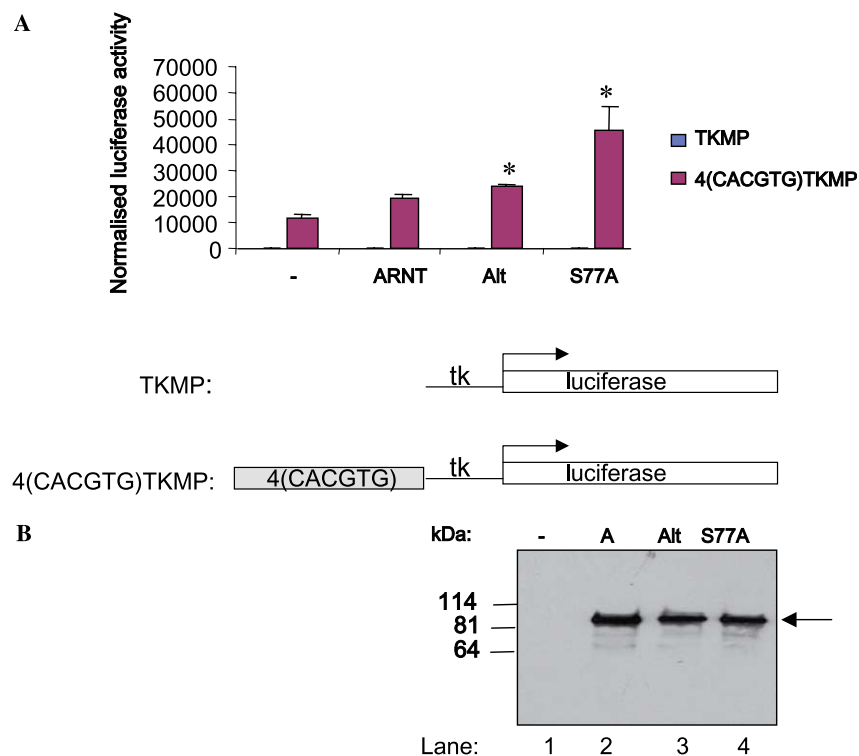 A
Normalised luciferase activity
70000
60000
50000
40000
30000
20000
10000
0
*
*
- ARNT Alt S77A
TKMP
4(CACGTG)TKMP
TKMP: tk luciferase
4(CACGTG)TKMP: 4(CACGTG) tk luciferase
B
kDa: - A Alt S77A
114
81
64
Lane: 1 2 3 4